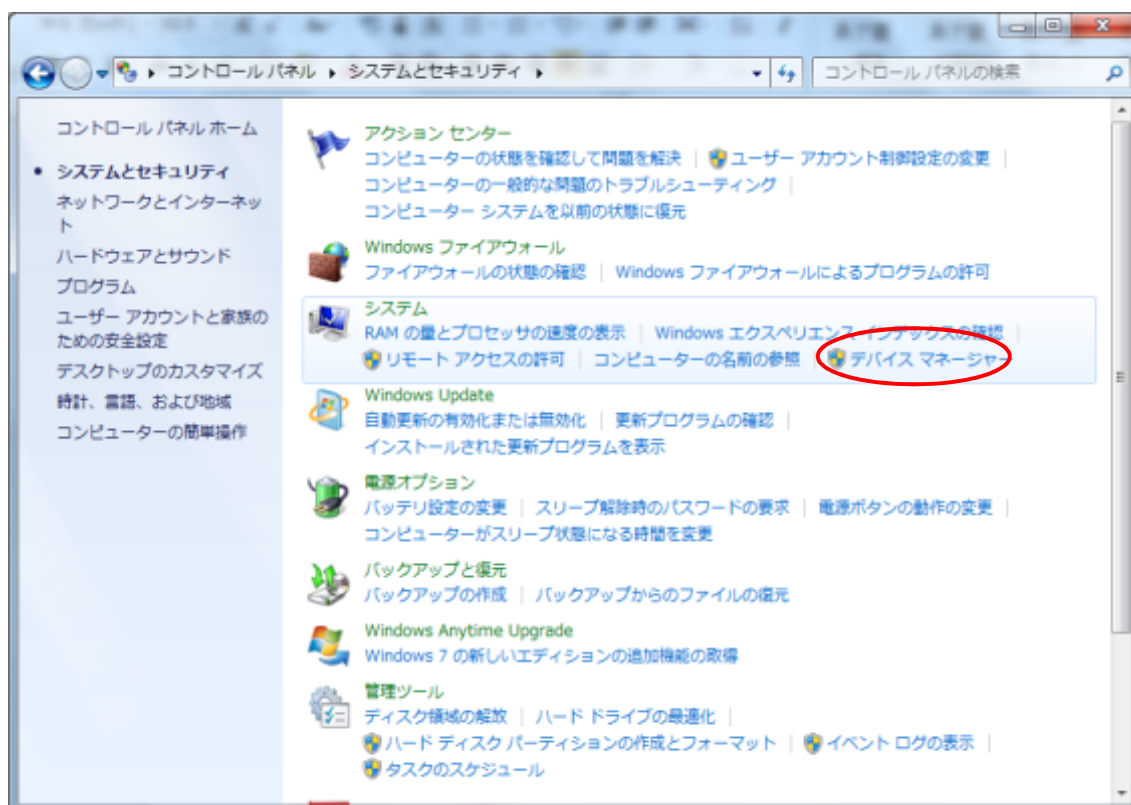 コントロール パネル ▸ システムとセキュリティ ▸
コントロール パネルの検索
コントロール パネル ホーム
システムとセキュリティ
ネットワークとインターネッ
ト
ハードウェアとサウンド
プログラム
ユーザー アカウントと家族の
ための安全設定
デスクトップのカスタマイズ
時計、言語、および地域
コンピューターの簡単操作
アクション センター
コンピューターの状態を確認して問題を解決 | ユーザー アカウント制御設定の変更 |
コンピューターの一般的な問題のトラブルシューティング |
コンピューター システムを以前の状態に復元
Windows ファイアウォール
ファイアウォールの状態の確認 | Windows ファイアウォールによるプログラムの許可
システム
RAM の量とプロセッサの速度の表示 | Windows エクスペリエンス インデックスの確認 |
リモート アクセスの許可 | コンピューターの名前の参照 | デバイス マネージャー
Windows Update
自動更新の有効化または無効化 | 更新プログラムの確認 |
インストールされた更新プログラムを表示
電源オプション
バッテリ設定の変更 | スリープ解除時のパスワードの要求 | 電源ボタンの動作の変更 |
コンピューターがスリープ状態になる時間を変更
バックアップと復元
バックアップの作成 | バックアップからのファイルの復元
Windows Anytime Upgrade
Windows 7 の新しいエディションの追加機能の取得
管理ツール
ディスク領域の解放 | ハード ドライブの最適化 |
ハード ディスク パーティションの作成とフォーマット | イベント ログの表示 |
タスクのスケジュール